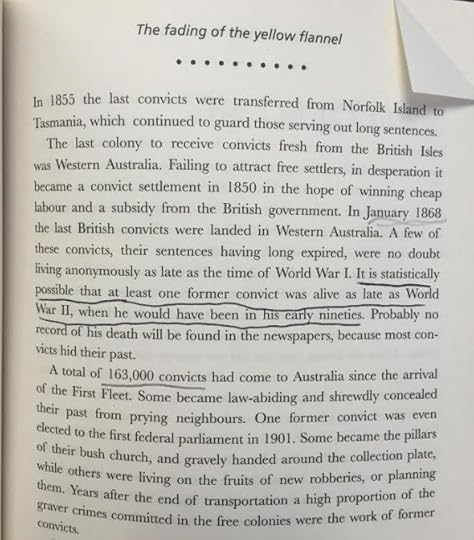 The fading of the yellow flannel
• • • • • • • • • •
In 1855 the last convicts were transferred from Norfolk Island to
Tasmania, which continued to guard those serving out long sentences.
The last colony to receive convicts fresh from the British Isles
was Western Australia. Failing to attract free settlers, in desperation it
became a convict settlement in 1850 in the hope of winning cheap
labour and a subsidy from the British government. In January 1868
the last British convicts were landed in Western Australia. A few of
these convicts, their sentences having long expired, were no doubt
living anonymously as late as the time of World War I. It is statistically
possible that at least one former convict was alive as late as World
War II, when he would have been in his early nineties. Probably no
record of his death will be found in the newspapers, because most con-
victs hid their past.
A total of 163,000 convicts had come to Australia since the arrival
of the First Fleet. Some became law-abiding and shrewdly concealed
their past from prying neighbours. One former convict was even
elected to the first federal parliament in 1901. Some became the pillars
of their bush church, and gravely handed around the collection plate,
while others were living on the fruits of new robberies, or planning
them. Years after the end of transportation a high proportion of the
graver crimes committed in the free colonies were the work of former
convicts.